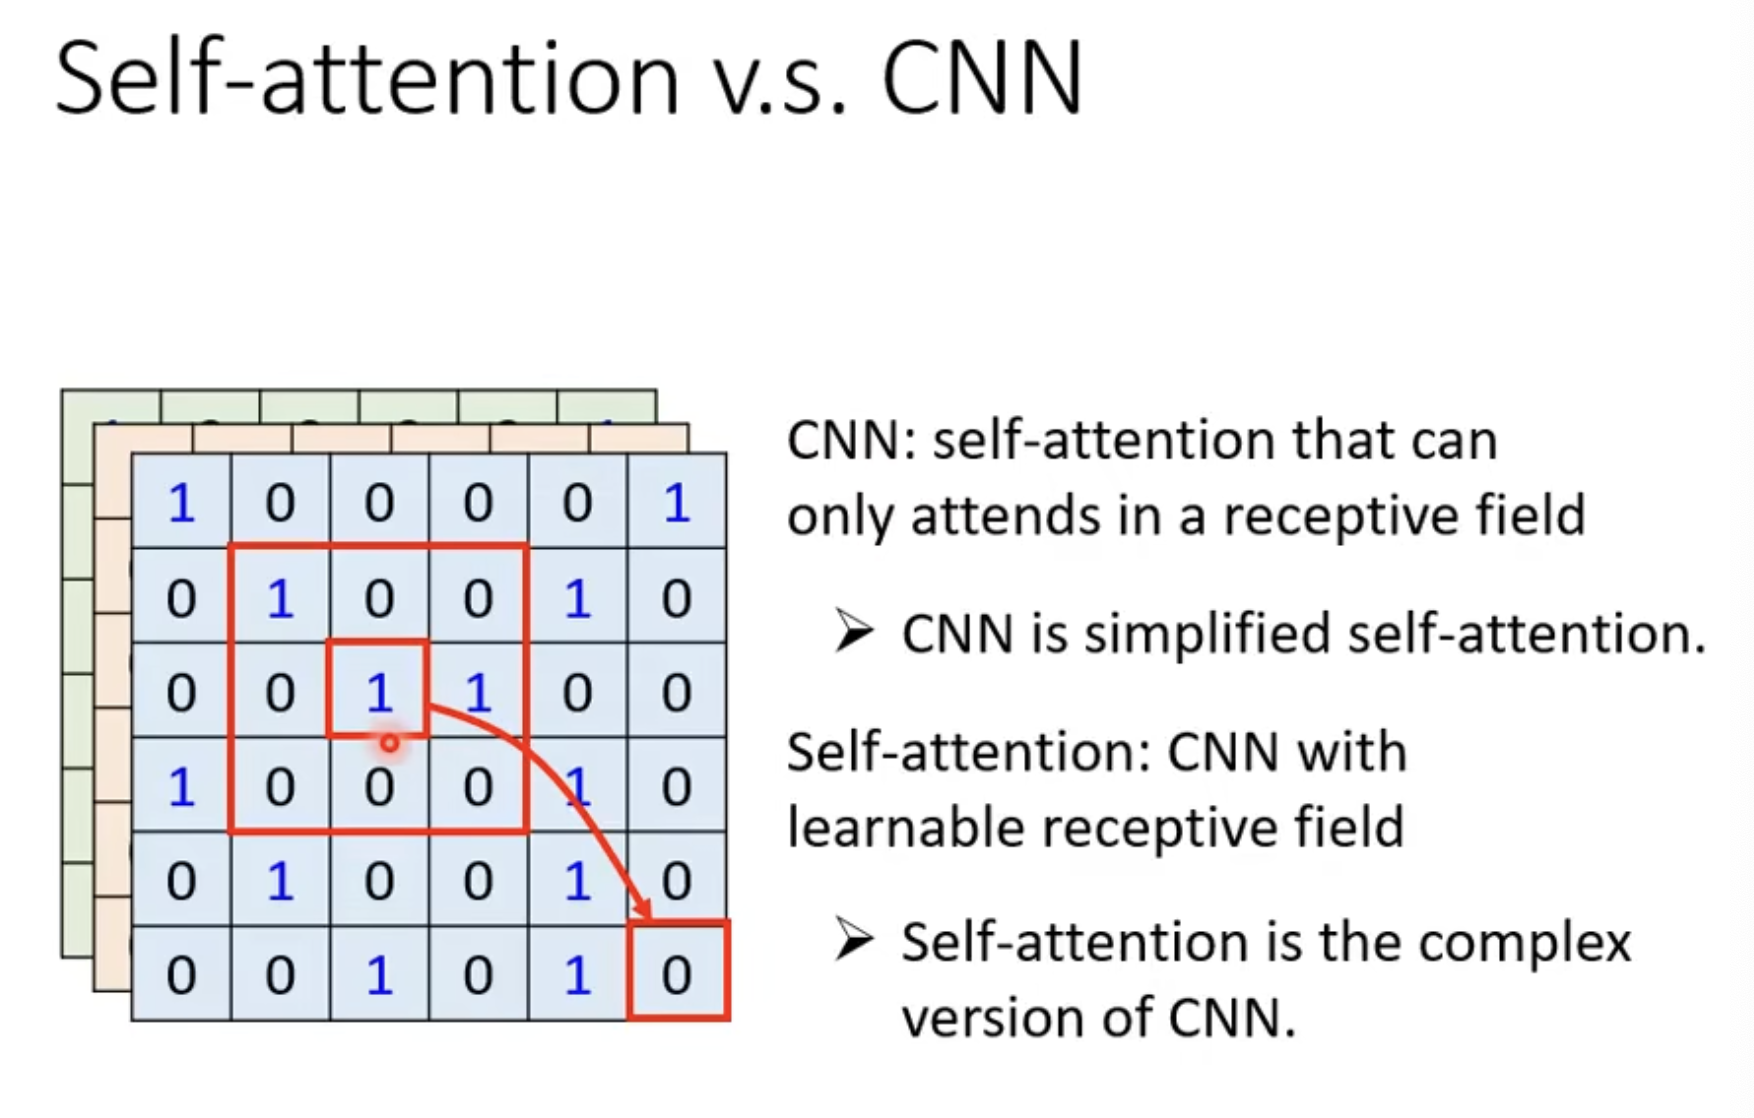 Self-attention v.s. CNN
1 0 0 0 0 1
0 1 0 0 1 0
0 0 1 1 0 0
1 0 0 0 1 0
0 1 0 0 1 0
0 0 1 0 1 0
CNN: self-attention that can
only attends in a receptive field
➢ CNN is simplified self-attention.
Self-attention: CNN with
learnable receptive field
➢ Self-attention is the complex
version of CNN.